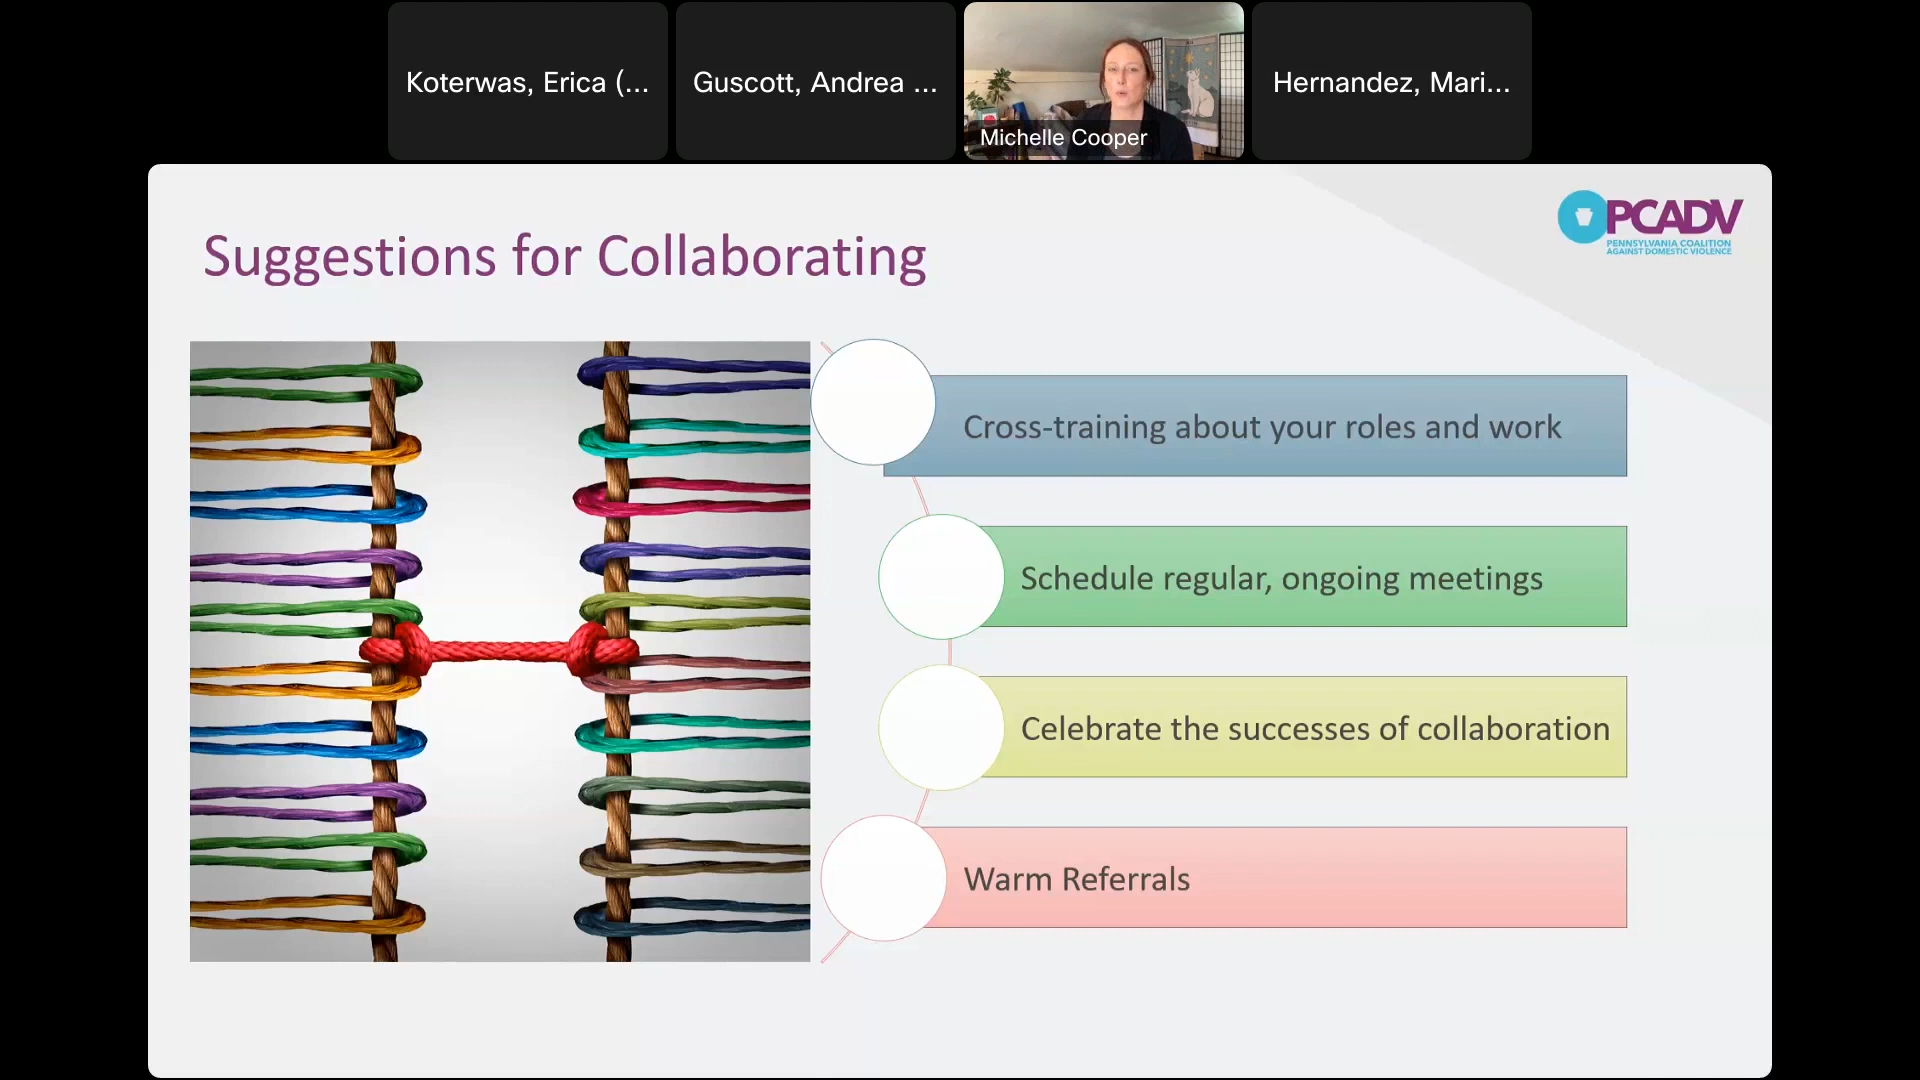 Koterwas, Erica (...
Guscott, Andrea ...
Michelle Cooper
Hernandez, Mari...
PCADV
PENNSYLVANIA COALITION
AGAINST DOMESTIC VIOLENCE
Suggestions for Collaborating
Cross-training about your roles and work
Schedule regular, ongoing meetings
Celebrate the successes of collaboration
Warm Referrals